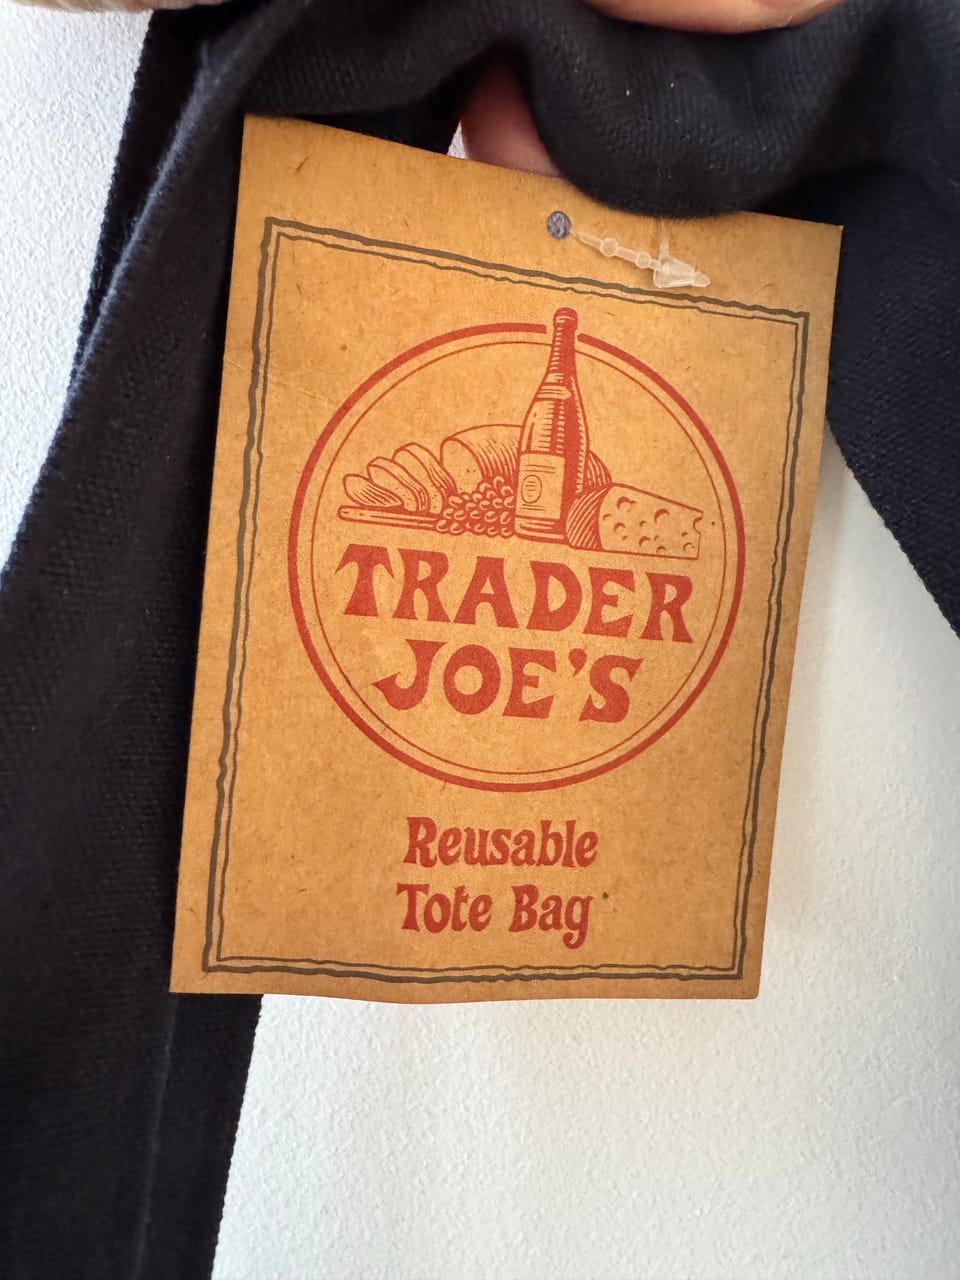 TRADER
JOE'S
Reusable
Tote Bag